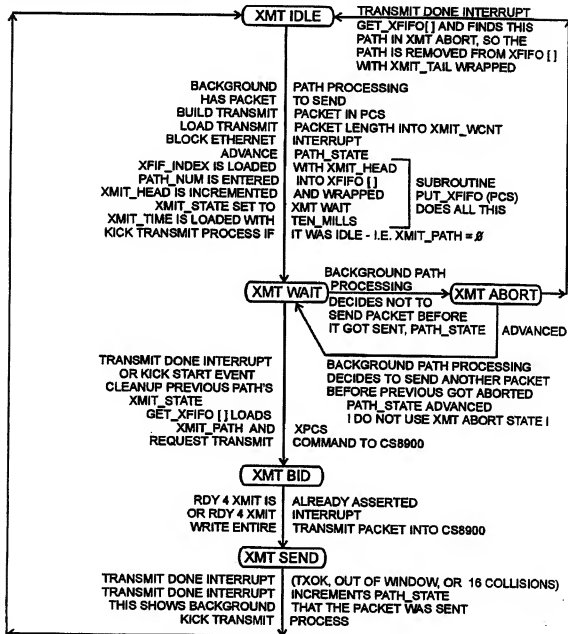 XMT IDLE
TRANSMIT DONE INTERRUPT
GET_XFIFO[] AND FINDS THIS
PATH IN XMT ABORT, SO THE
PATH IS REMOVED FROM XFIFO []
WITH XMIT_TAIL WRAPPED
BACKGROUND PATH PROCESSING
HAS PACKET TO SEND
BUILD TRANSMIT PACKET IN PCS
LOAD TRANSMIT PACKET LENGTH INTO XMIT_WCNT
BLOCK ETHERNET INTERRUPT
ADVANCE PATH_STATE
XFIF_INDEX IS LOADED WITH XMIT_HEAD
PATH_NUM IS ENTERED INTO XFIFO []
XMIT_HEAD IS INCREMENTED AND WRAPPED
XMIT_STATE SET TO XMT WAIT
XMIT_TIME IS LOADED WITH TEN_MILLS
KICK TRANSMIT PROCESS IF IT WAS IDLE - I.E. XMIT_PATH = Ø
SUBROUTINE
PUT_XFIFO (PCS)
DOES ALL THIS
XMT WAIT
BACKGROUND PATH
PROCESSING
DECIDES NOT TO
SEND PACKET BEFORE
IT GOT SENT, PATH_STATE ADVANCED
XMT ABORT
BACKGROUND PATH PROCESSING
DECIDES TO SEND ANOTHER PACKET
BEFORE PREVIOUS GOT ABORTED
PATH_STATE ADVANCED
! DO NOT USE XMT ABORT STATE !
TRANSMIT DONE INTERRUPT
OR KICK START EVENT
CLEANUP PREVIOUS PATH'S
XMIT_STATE
GET_XFIFO [] LOADS
XMIT_PATH AND XPCS
REQUEST TRANSMIT COMMAND TO CS8900
XMT BID
RDY 4 XMIT IS ALREADY ASSERTED
OR RDY 4 XMIT INTERRUPT
WRITE ENTIRE TRANSMIT PACKET INTO CS8900
XMT SEND
TRANSMIT DONE INTERRUPT (TXOK, OUT OF WINDOW, OR 16 COLLISIONS)
TRANSMIT DONE INTERRUPT INCREMENTS PATH_STATE
THIS SHOWS BACKGROUND THAT THE PACKET WAS SENT
KICK TRANSMIT PROCESS